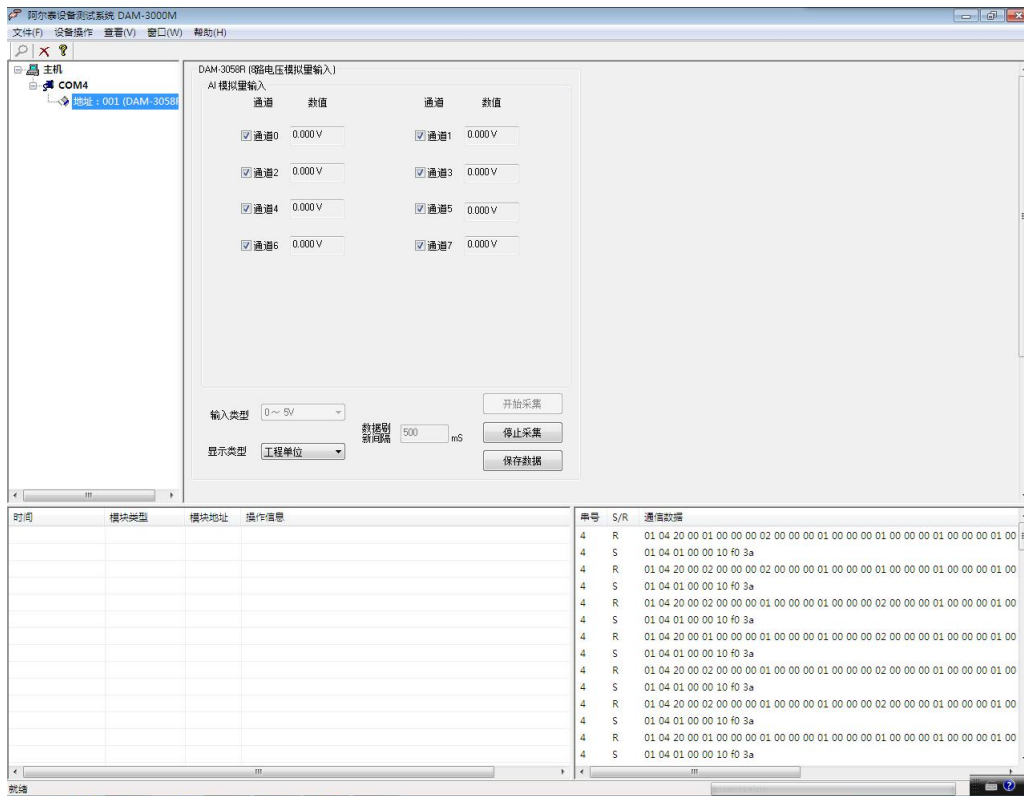 阿尔泰设备测试系统 DAM-3000M
文件(F) 设备操作 查看(V) 窗口(W) 帮助(H)
主机
COM4
地址：001 (DAM-3058R
DAM-3058R (8路电压模拟量输入)
AI 模拟量输入
通道 数值 通道 数值
通道0 0.000 V 通道1 0.000 V
通道2 0.000 V 通道3 0.000 V
通道4 0.000 V 通道5 0.000 V
通道6 0.000 V 通道7 0.000 V
输入类型 0～ 5V
数据刷新间隔 500 mS
显示类型 工程单位
开始采集
停止采集
保存数据
时间 模块类型 模块地址 操作信息
串号 S/R 通信数据
4 R 01 04 20 00 01 00 00 00 02 00 00 00 01 00 00 00 01 00 00 00 01 00 00 00 01 00
4 S 01 04 01 00 00 10 f0 3a
4 R 01 04 20 00 02 00 00 00 02 00 00 00 01 00 00 00 01 00 00 00 01 00 00 00 01 00
4 S 01 04 01 00 00 10 f0 3a
4 R 01 04 20 00 02 00 00 00 01 00 00 00 01 00 00 00 02 00 00 00 01 00 00 00 01 00
4 S 01 04 01 00 00 10 f0 3a
4 R 01 04 20 00 01 00 00 00 01 00 00 00 01 00 00 00 02 00 00 00 01 00 00 00 01 00
4 S 01 04 01 00 00 10 f0 3a
4 R 01 04 20 00 02 00 00 00 01 00 00 00 01 00 00 00 02 00 00 00 01 00 00 00 01 00
4 S 01 04 01 00 00 10 f0 3a
4 R 01 04 20 00 02 00 00 00 01 00 00 00 01 00 00 00 02 00 00 00 01 00 00 00 01 00
4 S 01 04 01 00 00 10 f0 3a
4 R 01 04 20 00 01 00 00 00 01 00 00 00 01 00 00 00 01 00 00 00 01 00 00 00 01 00
4 S 01 04 01 00 00 10 f0 3a
就绪